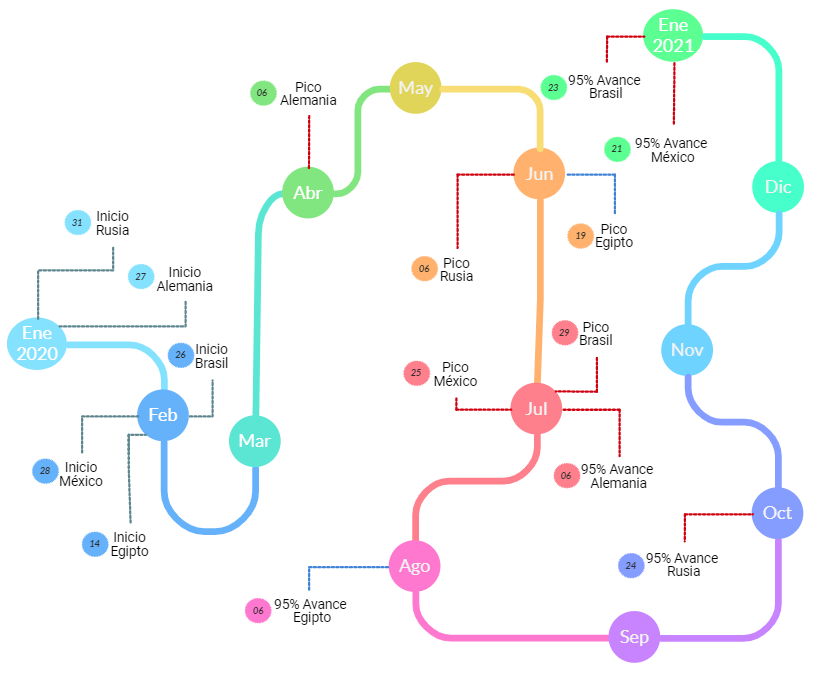 Ene
2021
23
95% Avance
Brasil
21
95% Avance
México
May
06
Pico
Alemania
Abr
Jun
Dic
19
Pico
Egipto
06
Pico
Rusia
31
Inicio
Rusia
27
Inicio
Alemania
Ene
2020
26
Inicio
Brasil
Feb
Mar
28
Inicio
México
14
Inicio
Egipto
29
Pico
Brasil
25
Pico
México
Jul
06
95% Avance
Alemania
Nov
Oct
24
95% Avance
Rusia
Ago
06
95% Avance
Egipto
Sep